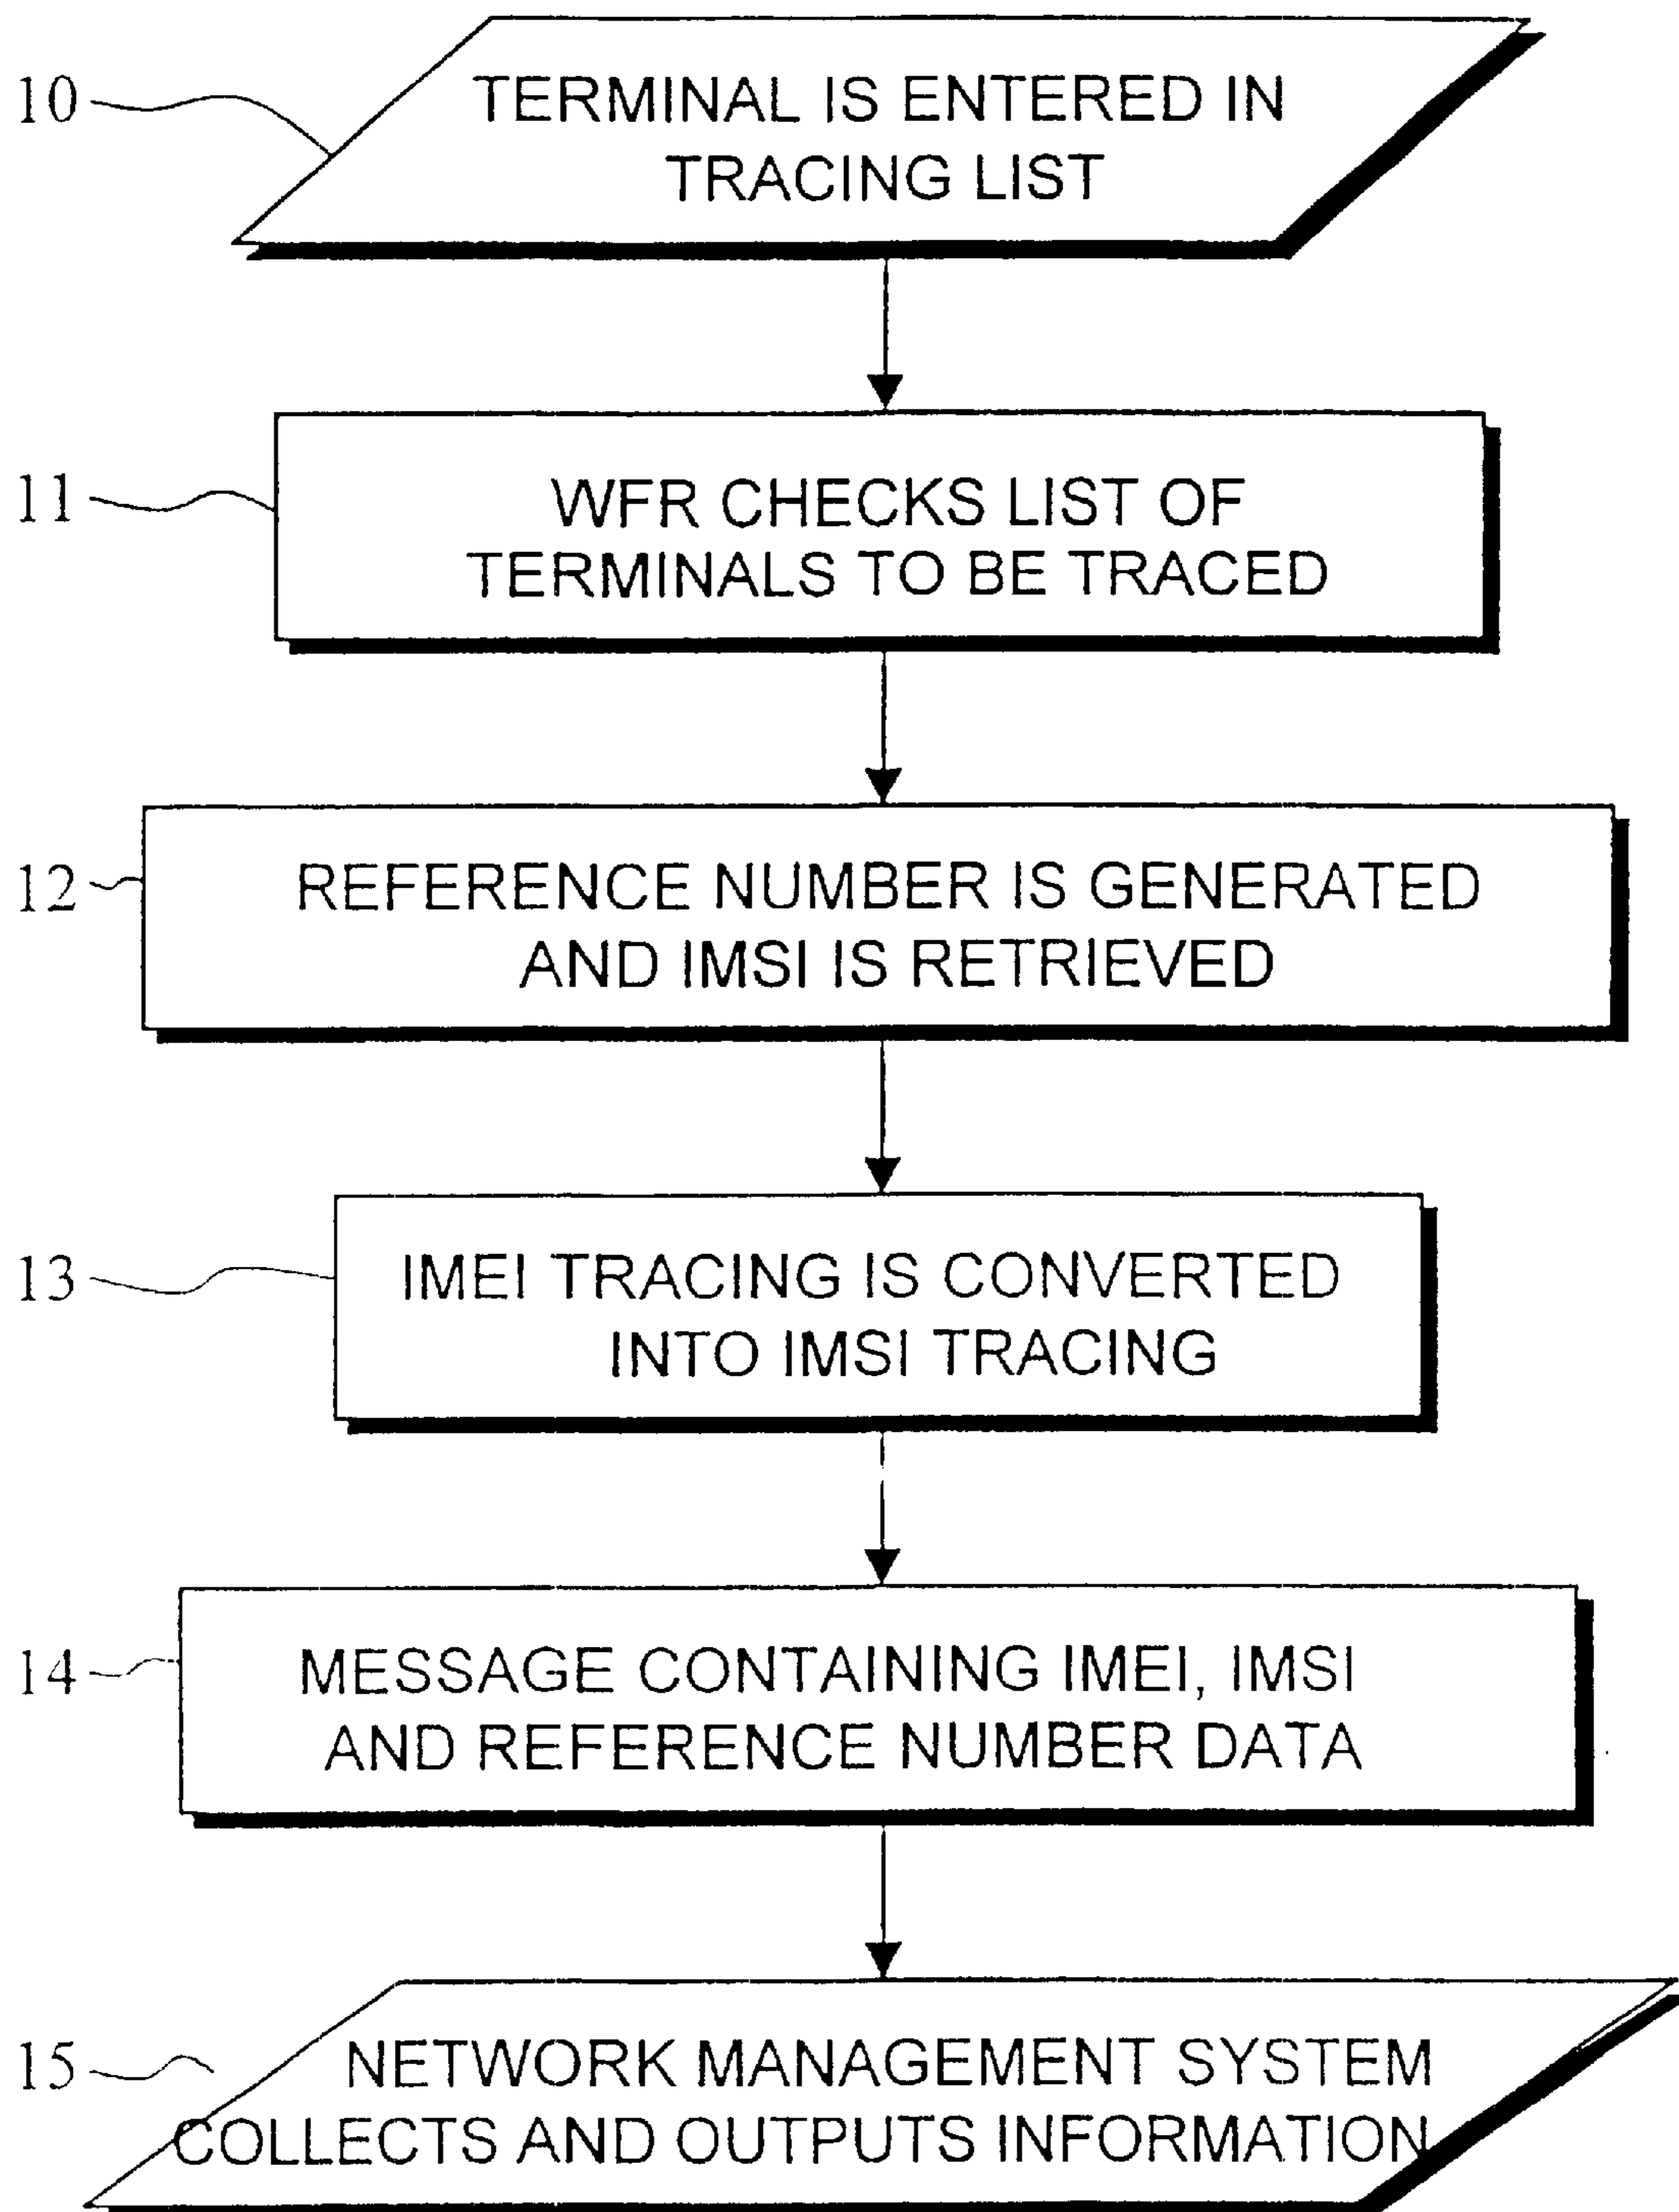 10
TERMINAL IS ENTERED IN
TRACING LIST
11
WFR CHECKS LIST OF
TERMINALS TO BE TRACED
12
REFERENCE NUMBER IS GENERATED
AND IMSI IS RETRIEVED
13
IMEI TRACING IS CONVERTED
INTO IMSI TRACING
14
MESSAGE CONTAINING IMEI, IMSI
AND REFERENCE NUMBER DATA
15
NETWORK MANAGEMENT SYSTEM
COLLECTS AND OUTPUTS INFORMATION